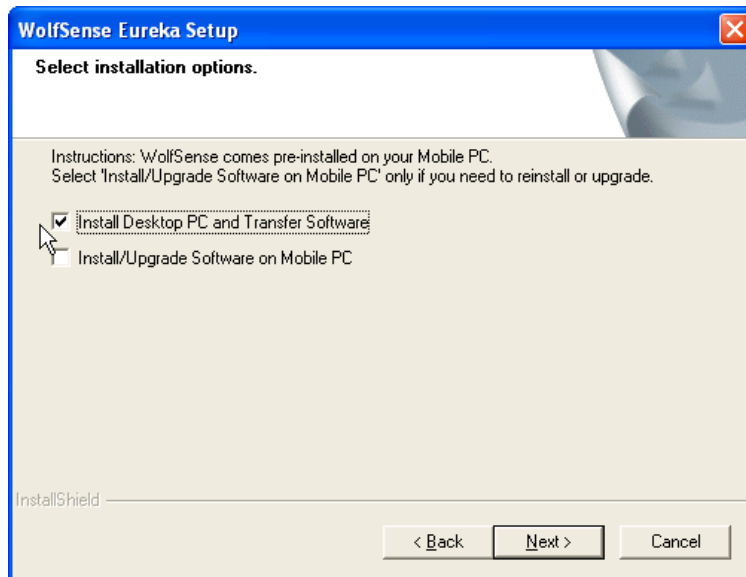 WolfSense Eureka Setup
Select installation options.
Instructions: WolfSense comes pre-installed on your Mobile PC.
Select 'Install/Upgrade Software on Mobile PC' only if you need to reinstall or upgrade.
Install Desktop PC and Transfer Software
Install/Upgrade Software on Mobile PC
InstallShield
< Back Next > Cancel